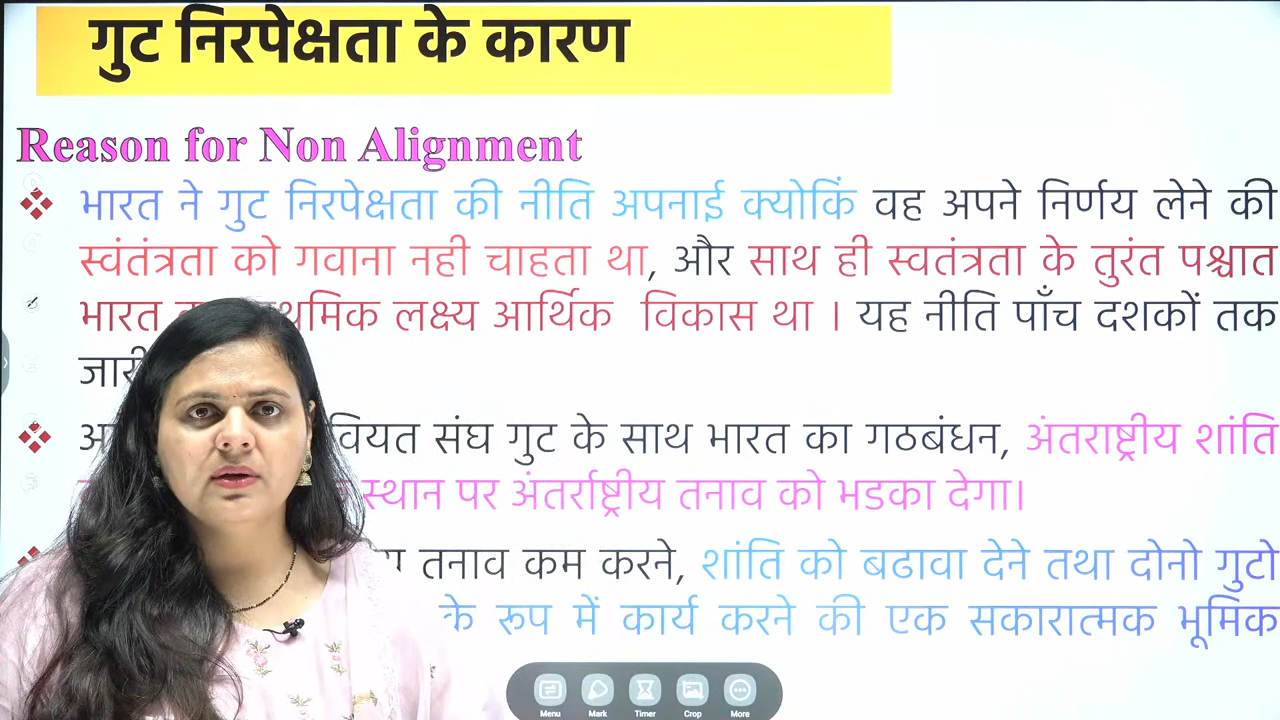 गुट निरपेक्षता के कारण
Reason for Non Alignment
भारत ने गुट निरपेक्षता की नीति अपनाई क्योकिं वह अपने निर्णय लेने की
स्वंतंत्रता को गवाना नही चाहता था, और साथ ही स्वतंत्रता के तुरंत पश्चात
भारत लक्ष्य आर्थिक विकास था । यह नीति पाँच दशकों तक
संघ गुट के साथ भारत का गठबंधन, अंतराष्ट्रीय शांति
स्थान पर अंतर्राष्ट्रीय तनाव को भडका देगा।
तनाव कम करने, शांति को बढावा देने तथा दोनो गुटो
के रूप में कार्य करने की एक सकारात्मक भूमिक
Menu Mark Timer Crop More